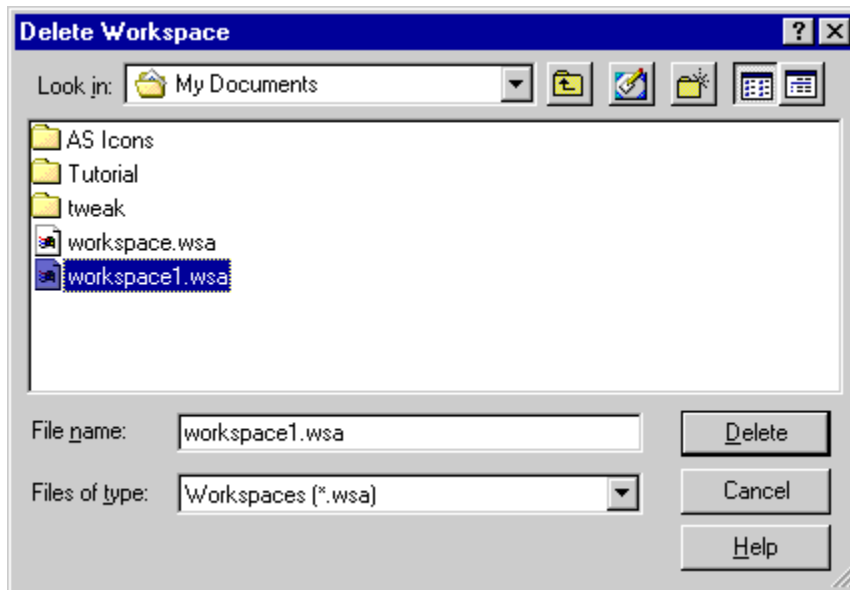 Delete Workspace
Look in: My Documents
AS Icons
Tutorial
tweak
workspace.wsa
workspace1.wsa
File name: workspace1.wsa Delete
Files of type: Workspaces (*.wsa) Cancel
Help